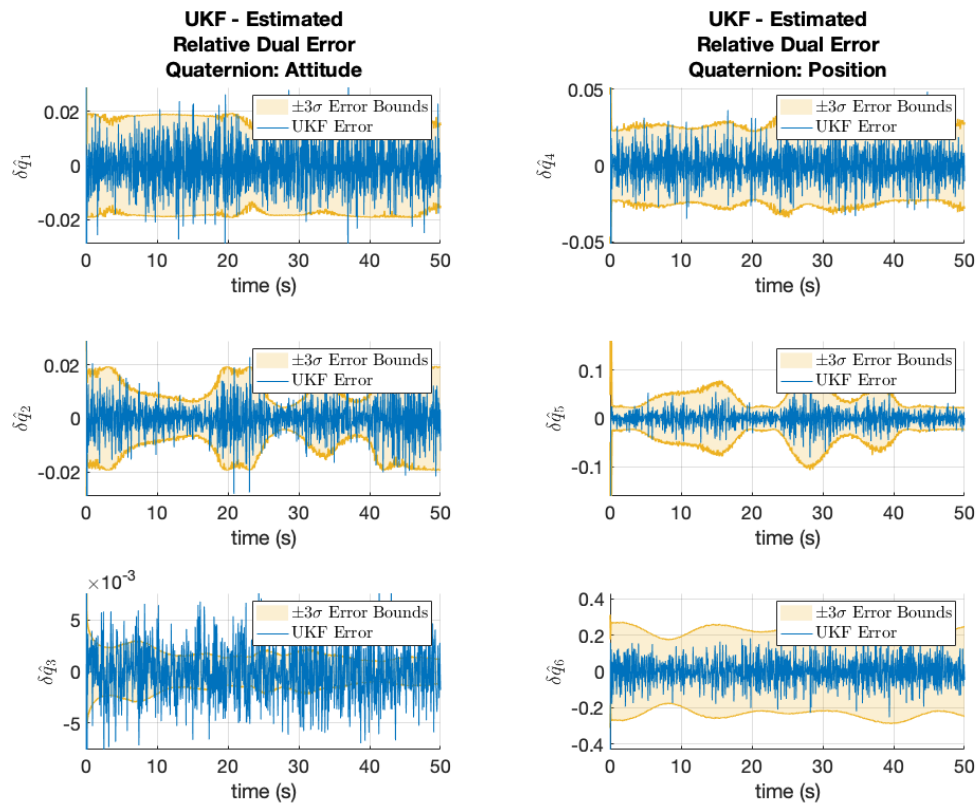 UKF - Estimated
Relative Dual Error
Quaternion: Attitude
0.02
0
-0.02
δq̂1
±3σ Error Bounds
UKF Error
0 10 20 30 40 50
time (s)
UKF - Estimated
Relative Dual Error
Quaternion: Position
0.05
0
-0.05
δq̂4
±3σ Error Bounds
UKF Error
0 10 20 30 40 50
time (s)
0.02
0
-0.02
δq̂2
±3σ Error Bounds
UKF Error
0 10 20 30 40 50
time (s)
0.1
0
-0.1
δq̂5
±3σ Error Bounds
UKF Error
0 10 20 30 40 50
time (s)
×10-3
5
0
-5
δq̂3
±3σ Error Bounds
UKF Error
0 10 20 30 40 50
time (s)
0.4
0.2
0
-0.2
-0.4
δq̂6
±3σ Error Bounds
UKF Error
0 10 20 30 40 50
time (s)